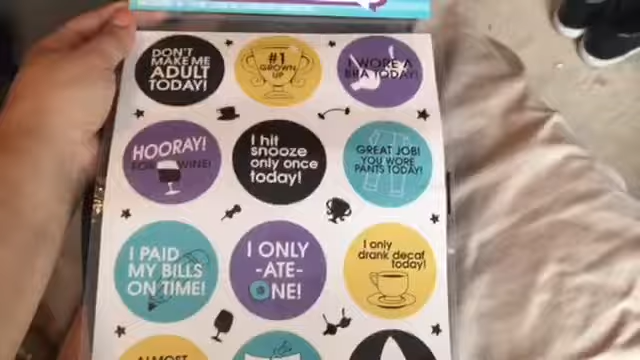 DON'T
MAKE ME
ADULT
TODAY!
#1
GROWN
UP
I WORE A
BRA TODAY!
HOORAY!
FOR WINE!
I hit
snooze
only once
today!
GREAT JOB!
YOU WORE
PANTS TODAY!
I PAID
MY BILLS
ON TIME!
I ONLY
-ATE-
ONE!
I only
drank decaf
today!
ALMOST